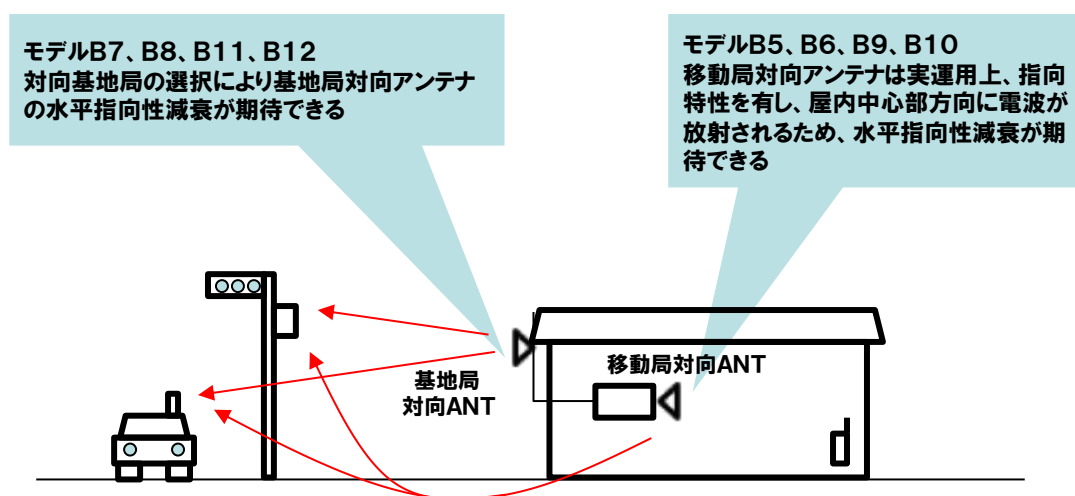 モデルB7、B8、B11、B12
対向基地局の選択により基地局対向アンテナ
の水平指向性減衰が期待できる
モデルB5、B6、B9、B10
移動局対向アンテナは実運用上、指向
特性を有し、屋内中心部方向に電波が
放射されるため、水平指向性減衰が期
待できる
基地局
対向ANT
移動局対向ANT